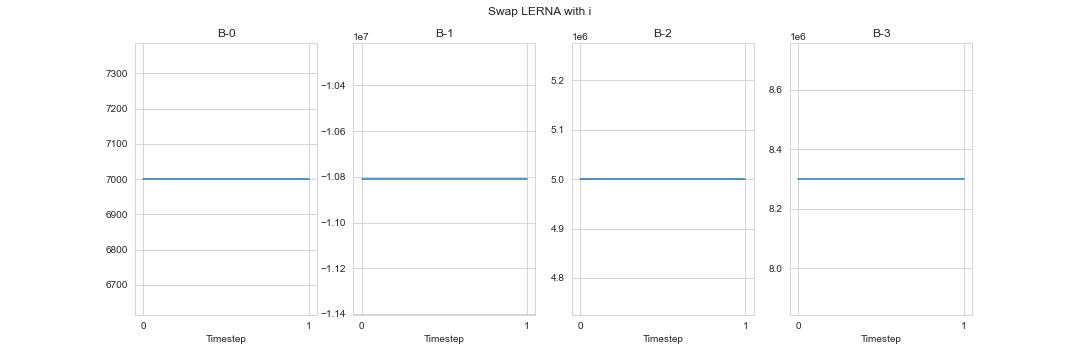 Swap LERNA with i
B-0
7300
7200
7100
7000
6900
6800
6700
0 1
Timestep
B-1
1e7
−1.04
−1.06
−1.08
−1.10
−1.12
−1.14
0 1
Timestep
B-2
1e6
5.2
5.1
5.0
4.9
4.8
0 1
Timestep
B-3
1e6
8.6
8.4
8.2
8.0
0 1
Timestep